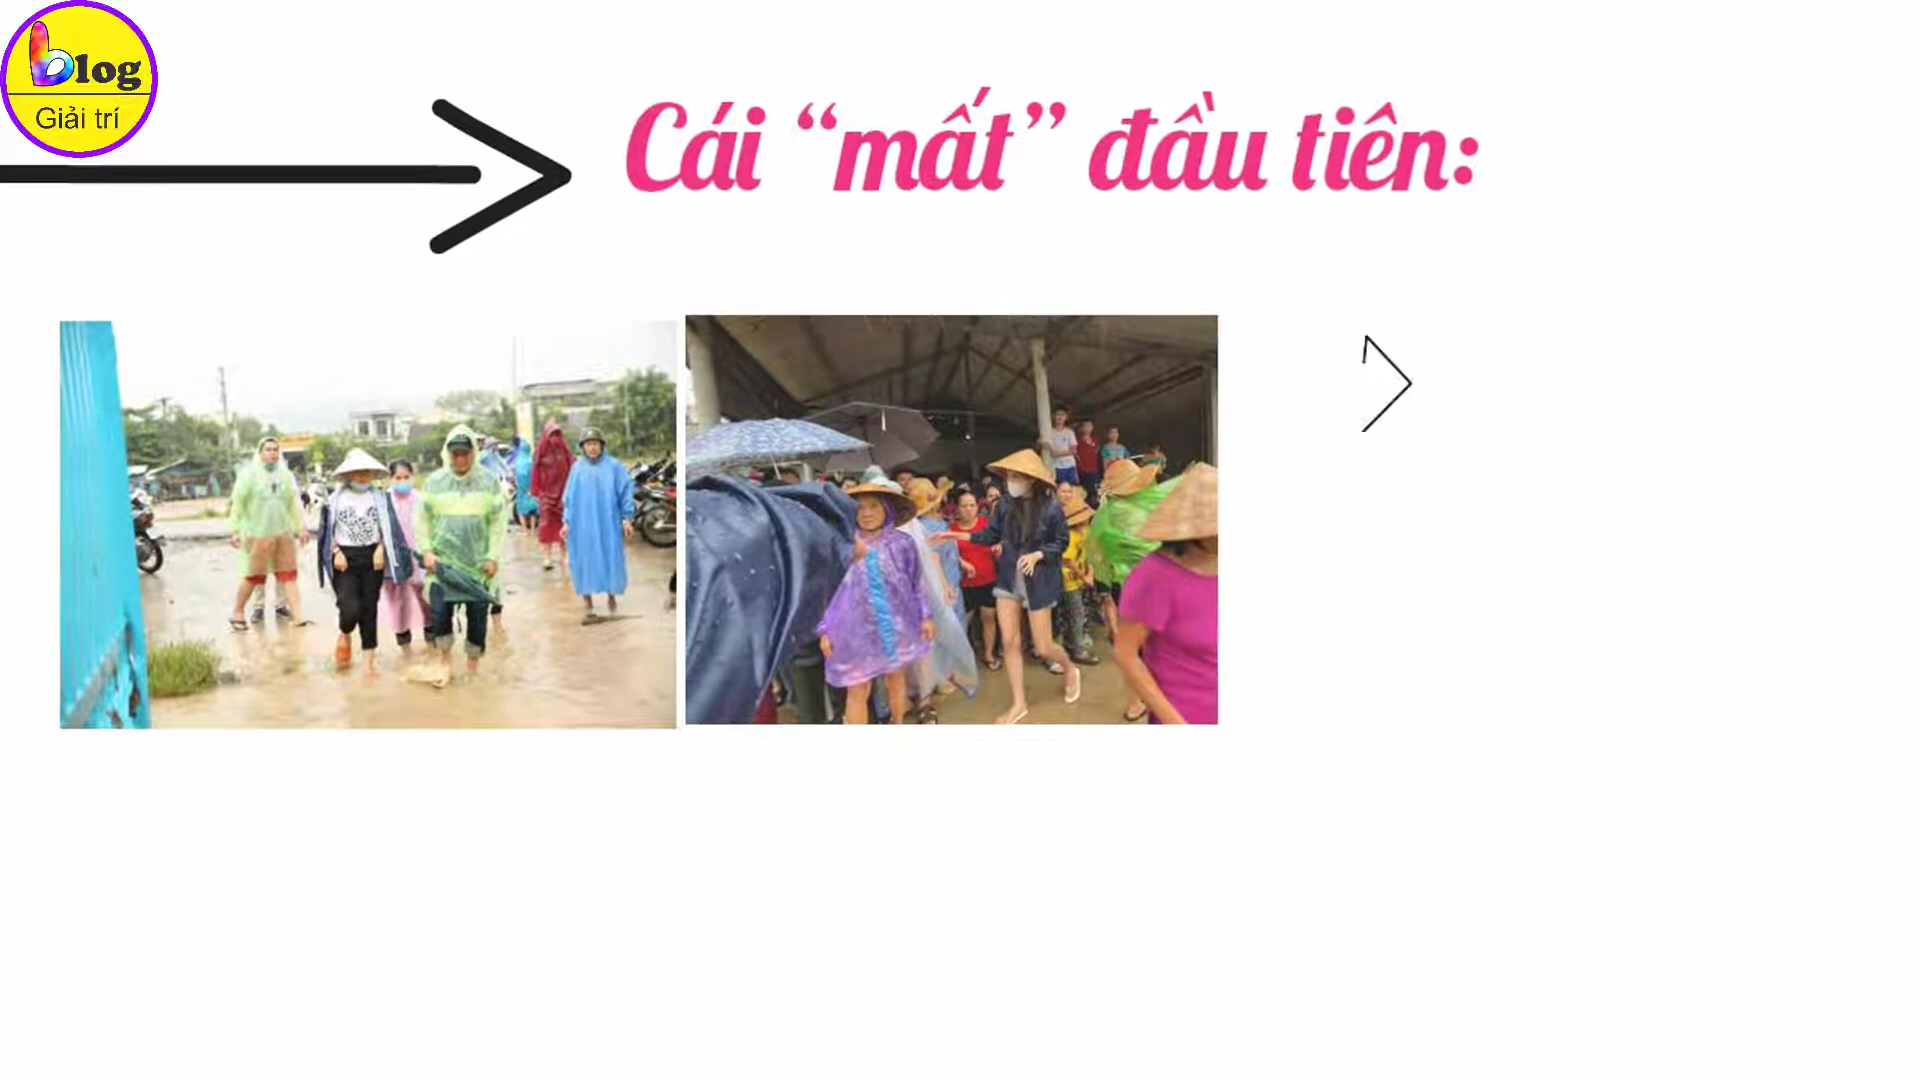 blog
Giải trí
Cái “mất” đầu tiên: